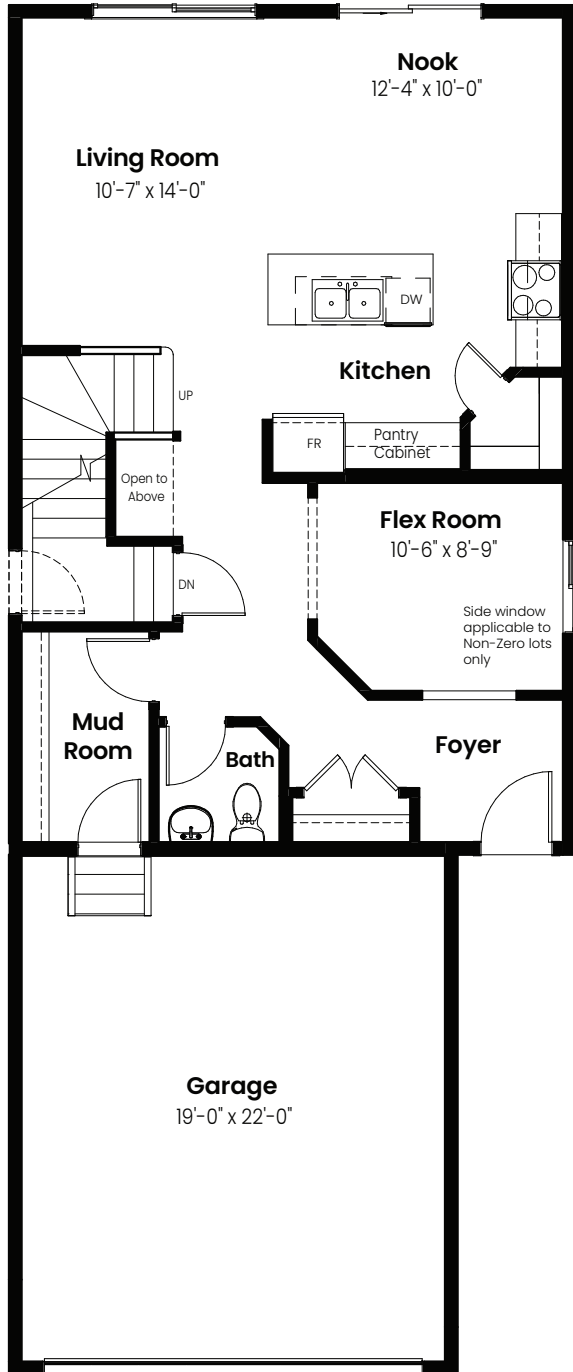 Nook
12'-4" x 10'-0"
Living Room
10'-7" x 14'-0"
DW
Kitchen
UP
FR
Pantry
Cabinet
Open to
Above
Flex Room
10'-6" x 8'-9"
DN
Side window
applicable to
Non-Zero lots
only
Mud
Room
Bath
Foyer
Garage
19'-0" x 22'-0"